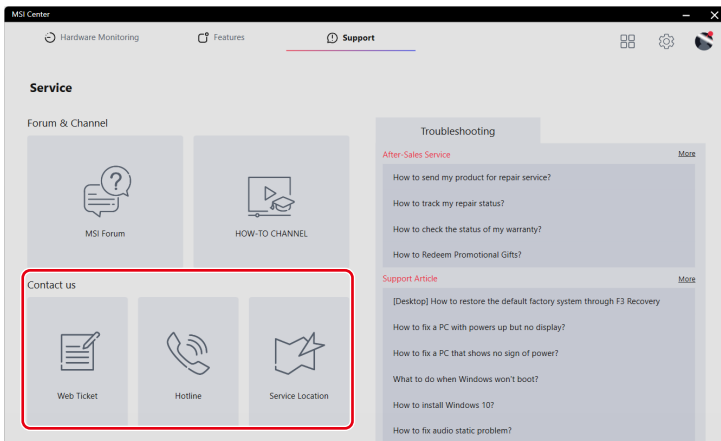 MSI Center
Hardware Monitoring
Features
Support
Service
Forum & Channel
MSI Forum
HOW-TO CHANNEL
Contact us
Web Ticket
Hotline
Service Location
Troubleshooting
After-Sales Service
More
How to send my product for repair service?
How to track my repair status?
How to check the status of my warranty?
How to Redeem Promotional Gifts?
Support Article
More
[Desktop] How to restore the default factory system through F3 Recovery
How to fix a PC with powers up but no display?
How to fix a PC that shows no sign of power?
What to do when Windows won't boot?
How to install Windows 10?
How to fix audio static problem?